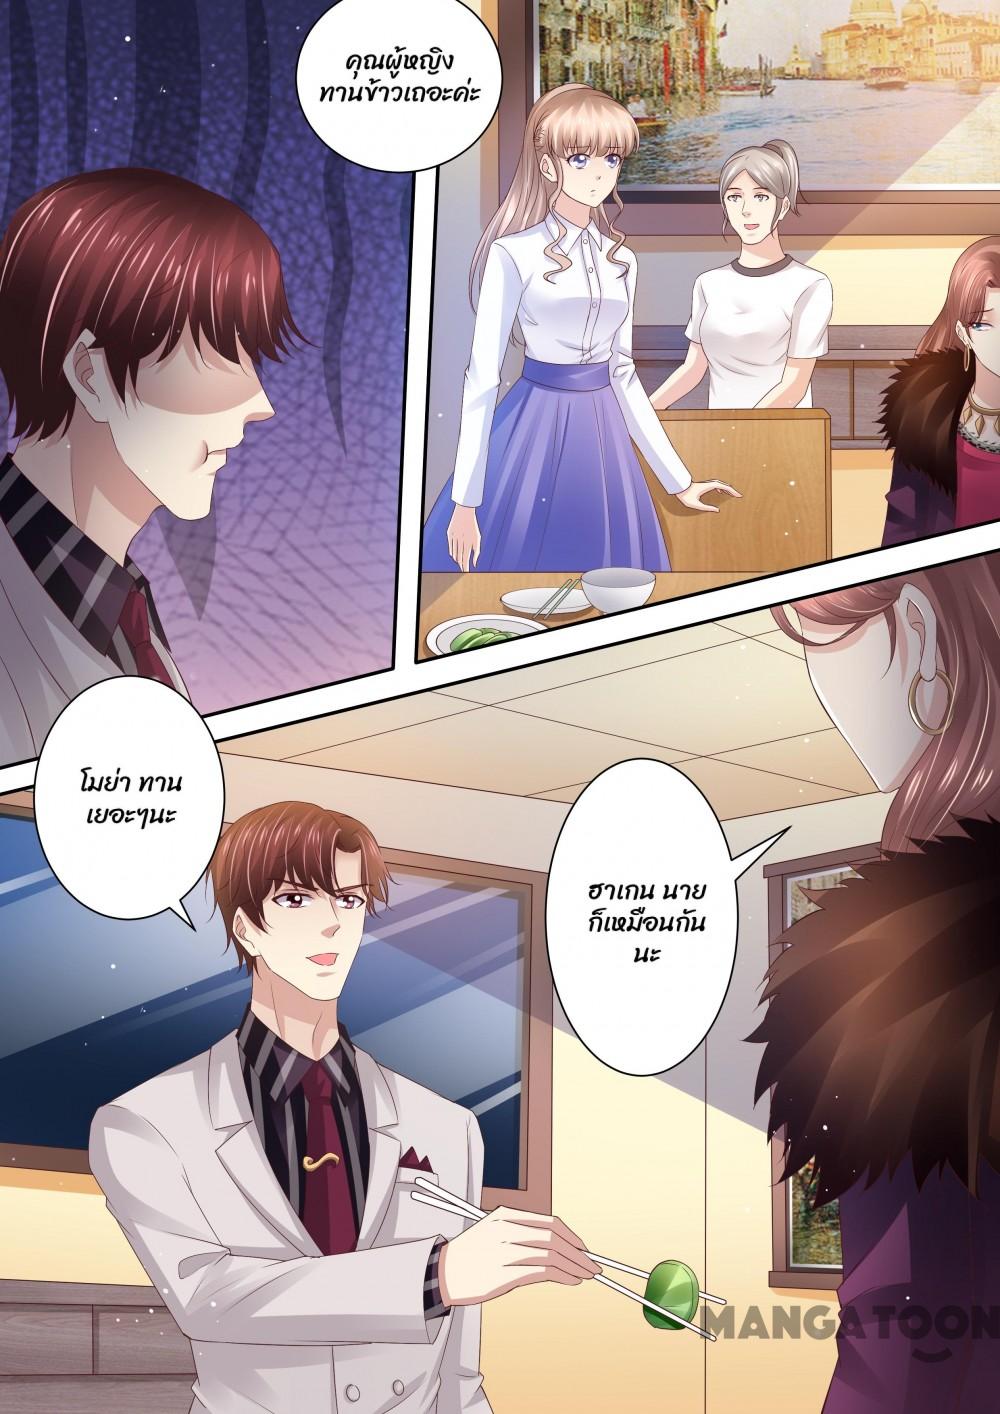 คุณผู้หญิง
ทานข้าวเถอะค่ะ
โมย่า ทาน
เยอะๆนะ
ฮาเกน นาย
ก็เหมือนกัน
นะ
MANGATOON